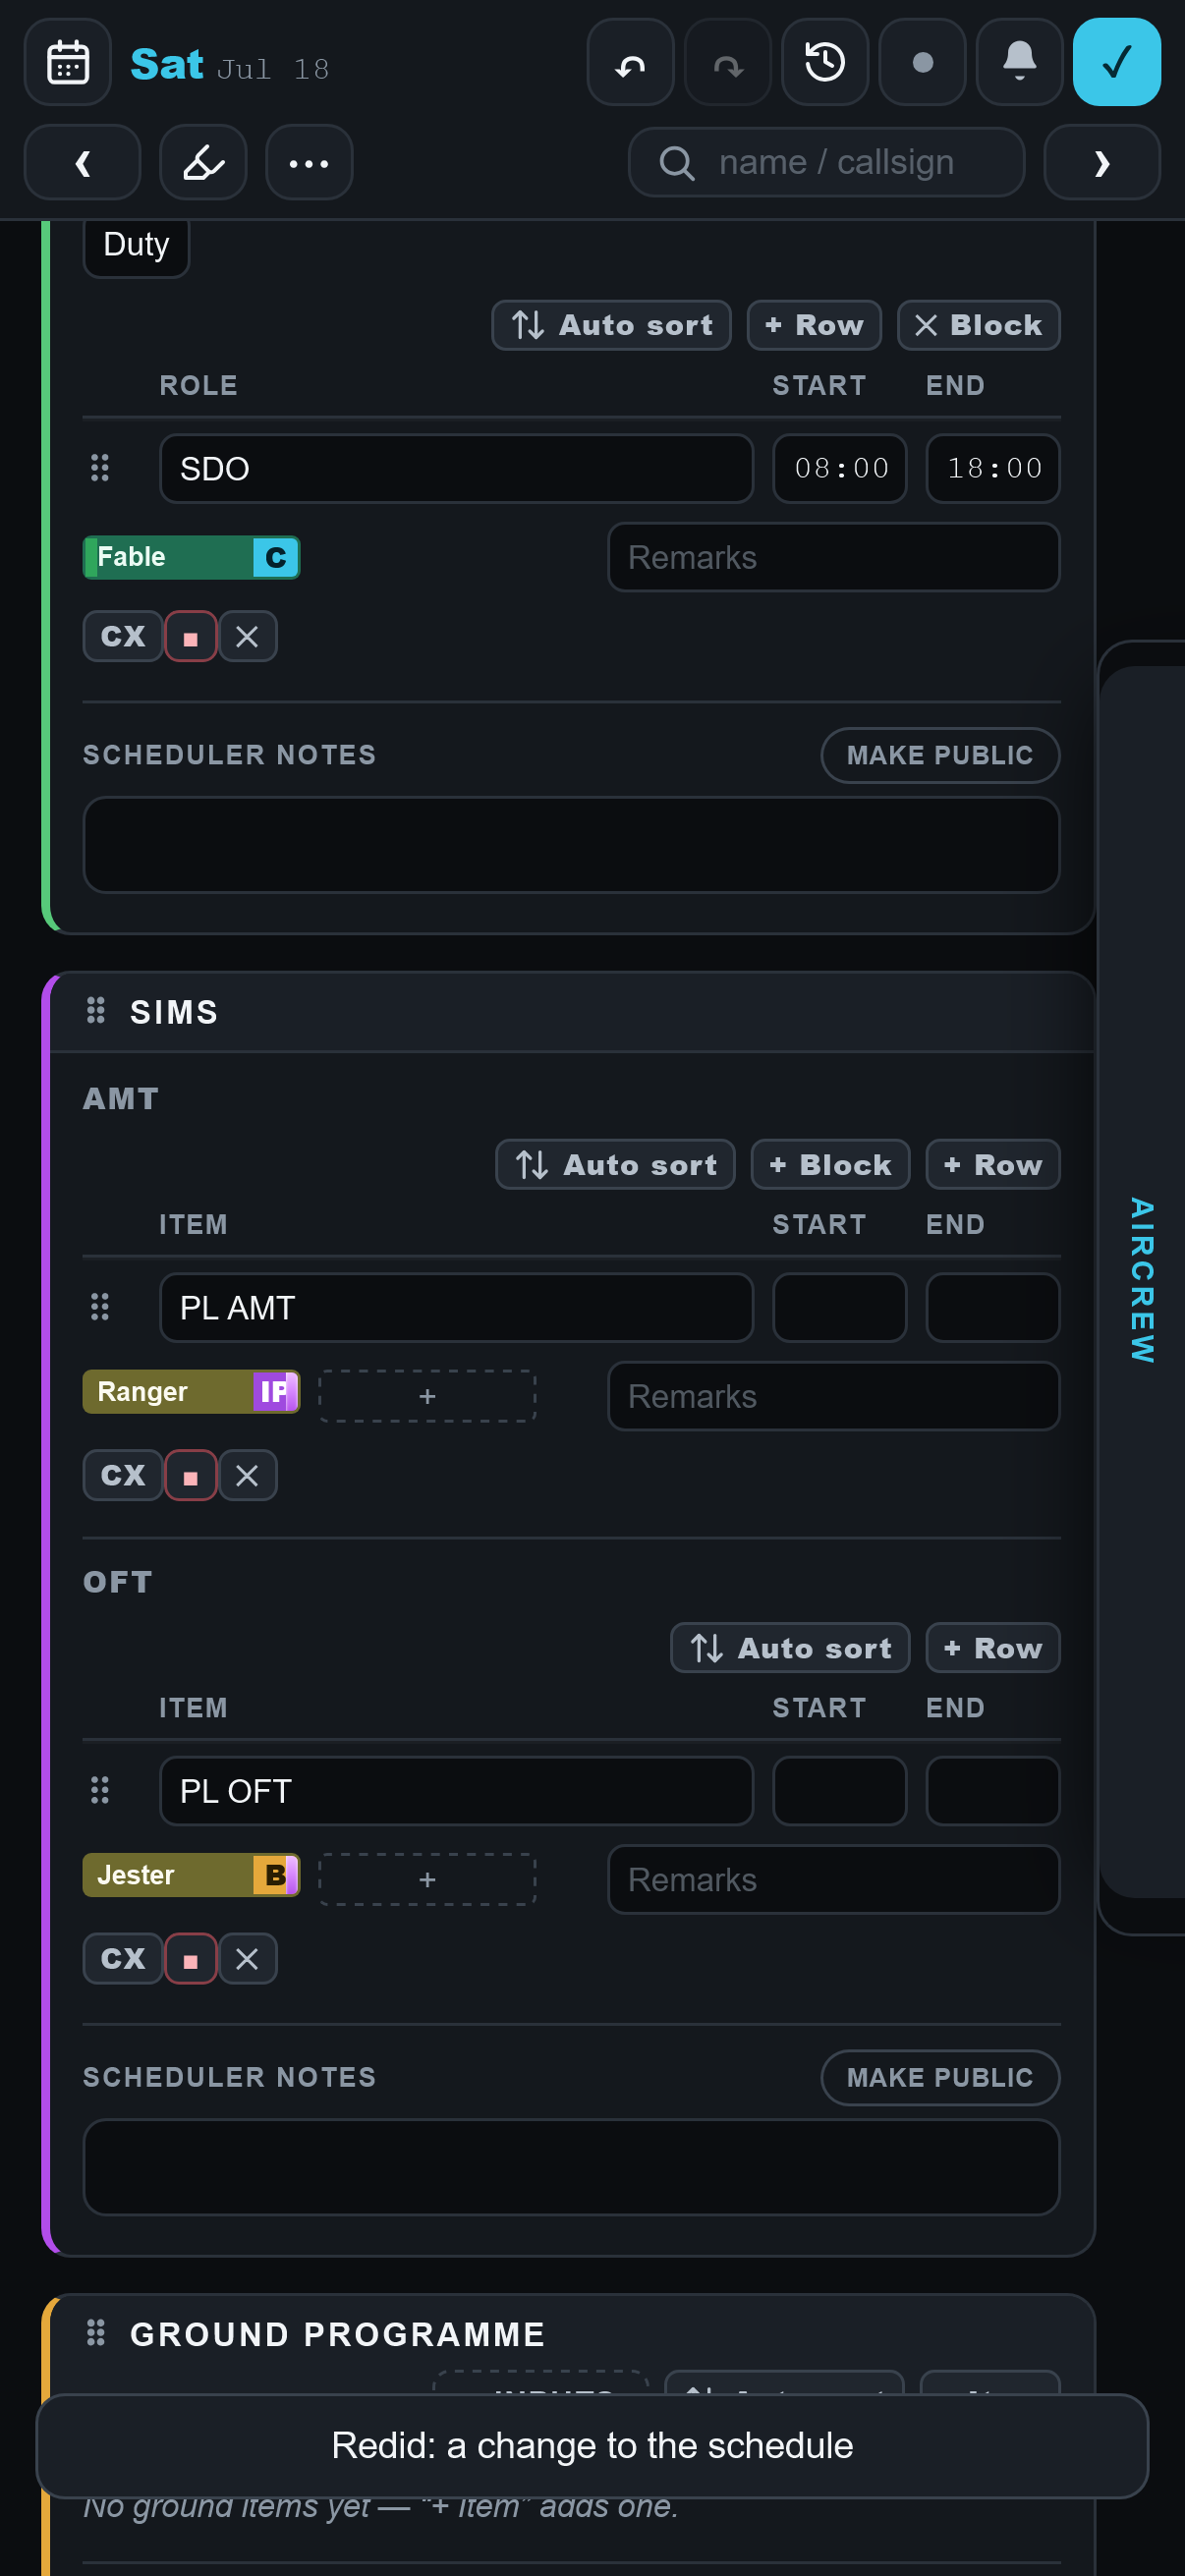 Sat Jul 18
name / callsign
Duty
Auto sort + Row × Block
ROLE START END
SDO 08:00 18:00
Fable C Remarks
CX
SCHEDULER NOTES MAKE PUBLIC
SIMS
AMT
Auto sort + Block + Row
ITEM START END
PL AMT
Ranger IP + Remarks
CX
AIRCREW
OFT
Auto sort + Row
ITEM START END
PL OFT
Jester B + Remarks
CX
SCHEDULER NOTES MAKE PUBLIC
GROUND PROGRAMME
Redid: a change to the schedule
No ground items yet — “+ Item” adds one.